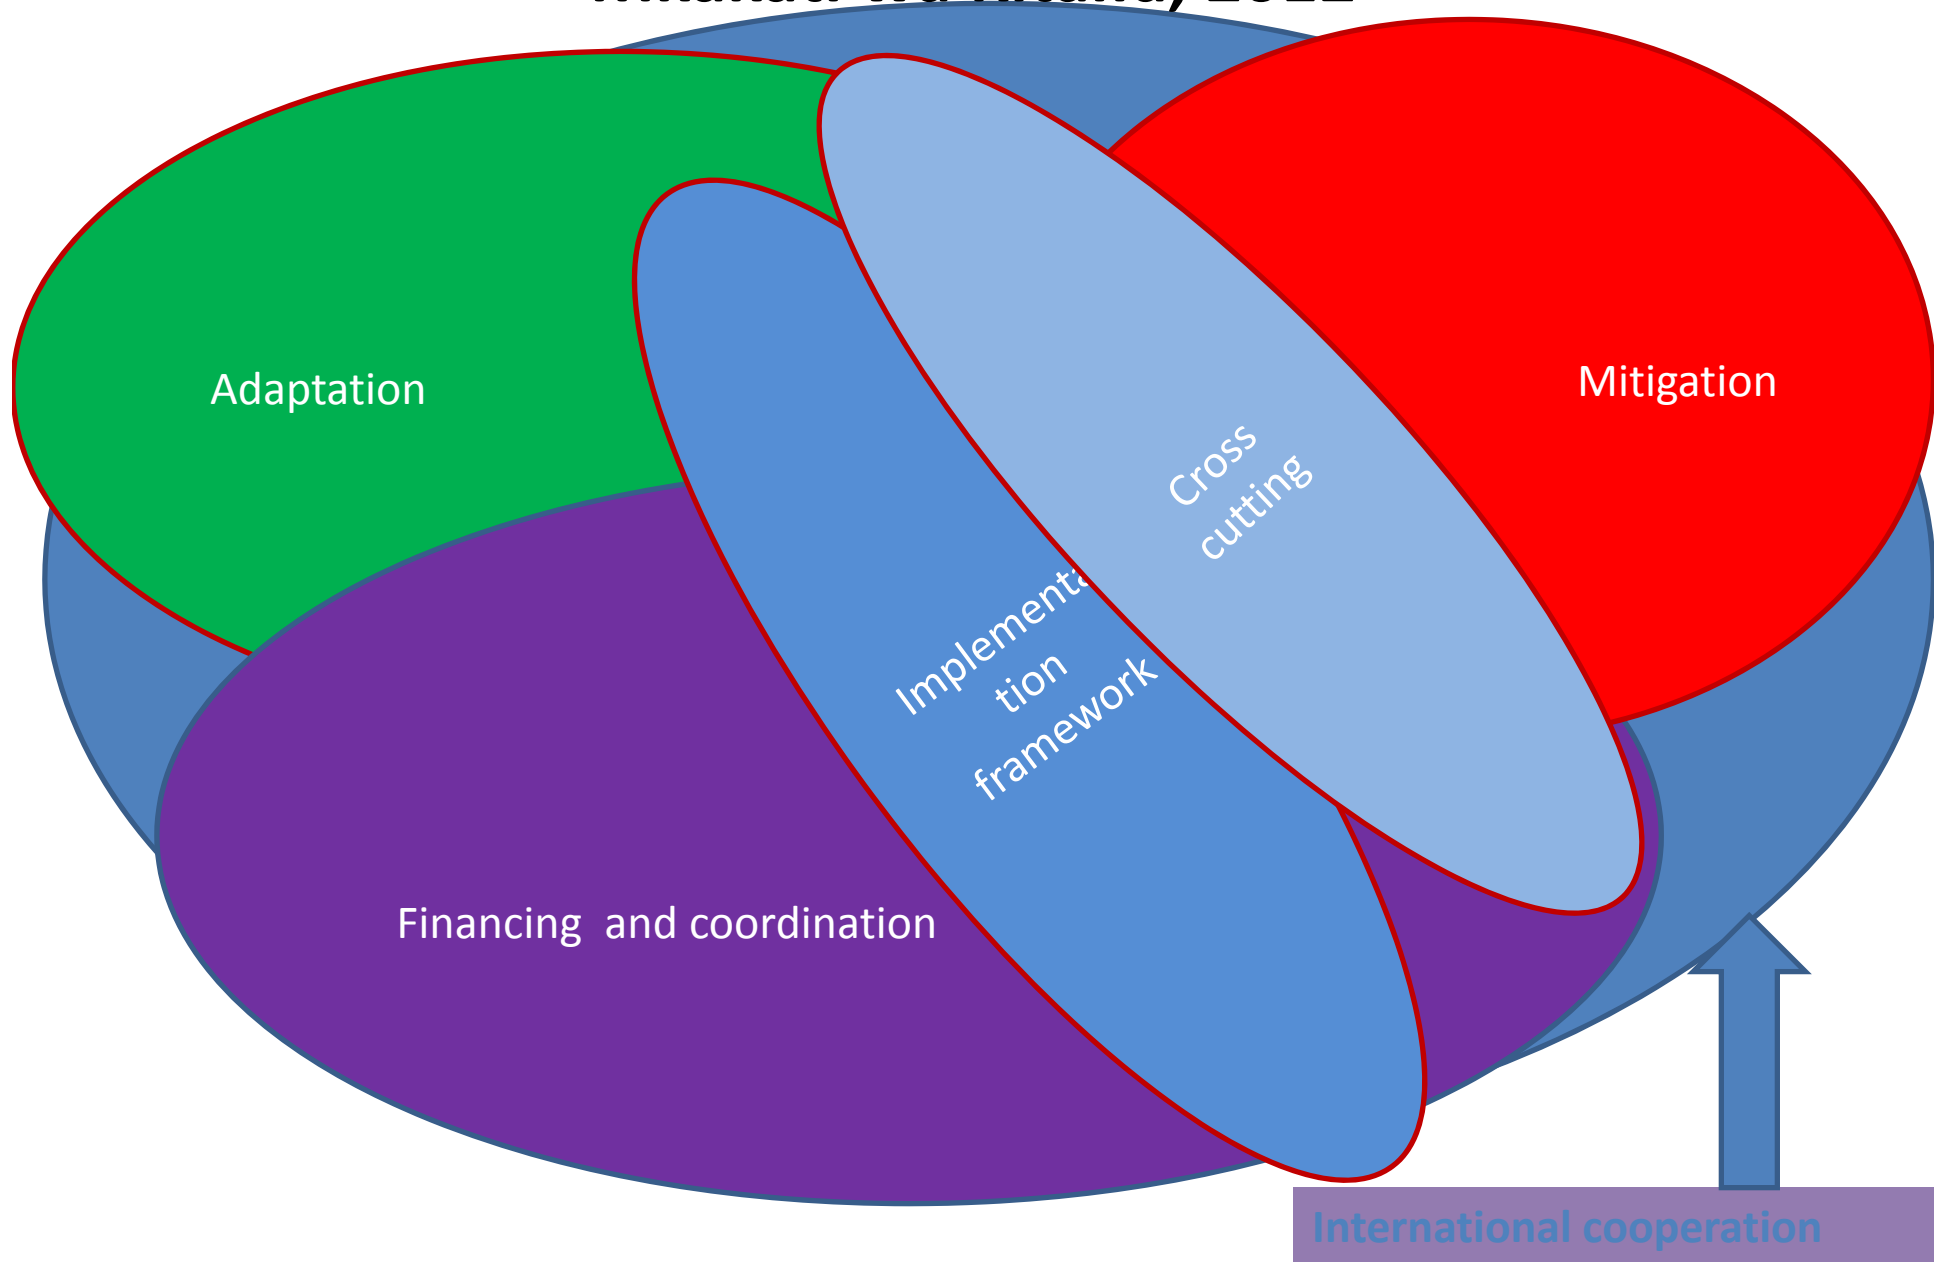 Adaptation
Mitigation
Cross
cutting
Implementa
tion
framework
Financing and coordination
International cooperation